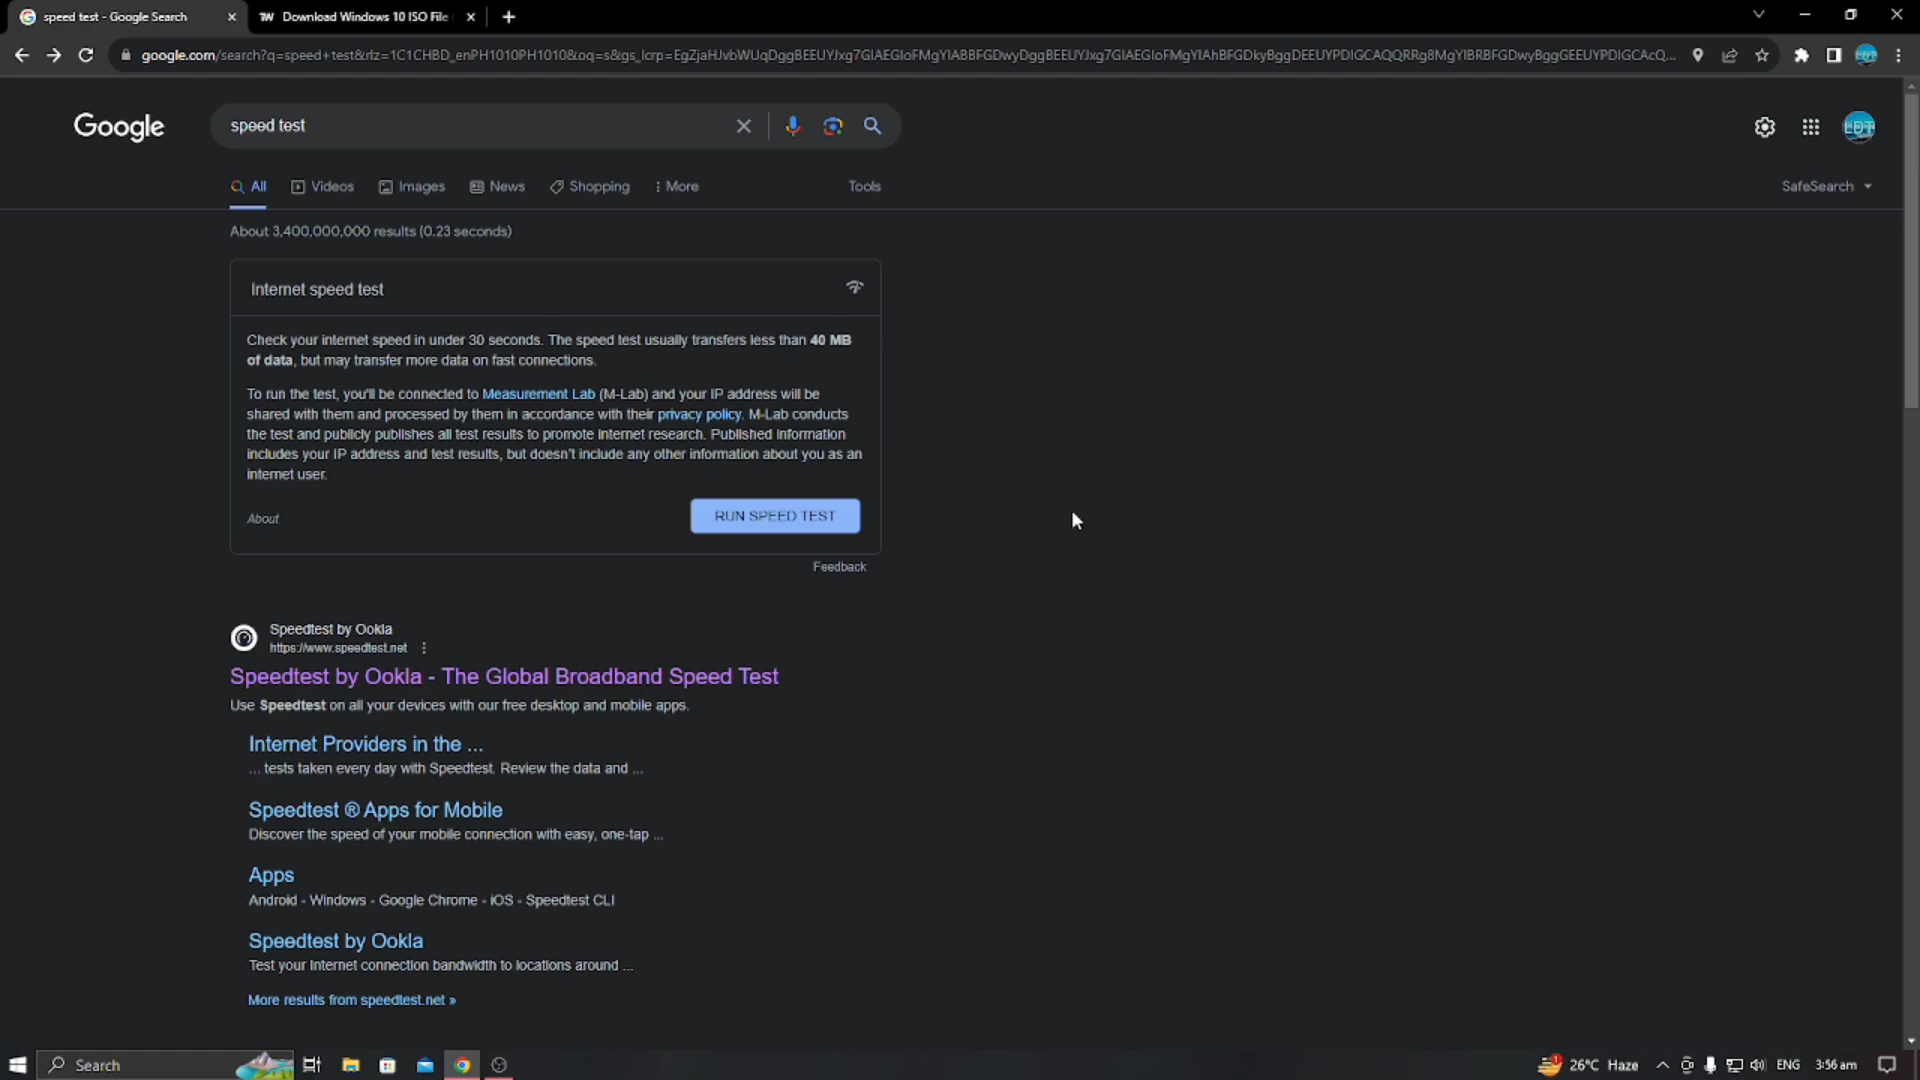 speed test - Google Search
Download Windows 10 ISO File
google.com/search?q=speed+test&rlz=1C1CHBD_enPH1010PH1010&oq=s&gs_lcrp=
Google
speed test
LDT
All
Videos
Images
News
Shopping
More
Tools
SafeSearch
About 3,400,000,000 results (0.23 seconds)
Internet speed test
Check your internet speed in under 30 seconds. The speed test usually transfers less than 40 MB
of data, but may transfer more data on fast connections.
To run the test, you'll be connected to Measurement Lab (M-Lab) and your IP address will be
shared with them and processed by them in accordance with their privacy policy. M-Lab conducts
the test and publicly publishes all test results to promote Internet research. Published information
includes your IP address and test results, but doesn't include any other information about you as an
internet user.
About
RUN SPEED TEST
Feedback
Speedtest by Ookla
https://www.speedtest.net
Speedtest by Ookla - The Global Broadband Speed Test
Use Speedtest on all your devices with our free desktop and mobile apps.
Internet Providers in the ...
... tests taken every day with Speedtest. Review the data and ...
Speedtest ® Apps for Mobile
Discover the speed of your mobile connection with easy, one-tap ...
Apps
Android - Windows - Google Chrome - iOS - Speedtest CLI
Speedtest by Ookla
Test your Internet connection bandwidth to locations around ...
More results from speedtest.net »
Search
26°C Haze
ENG
3:56 am